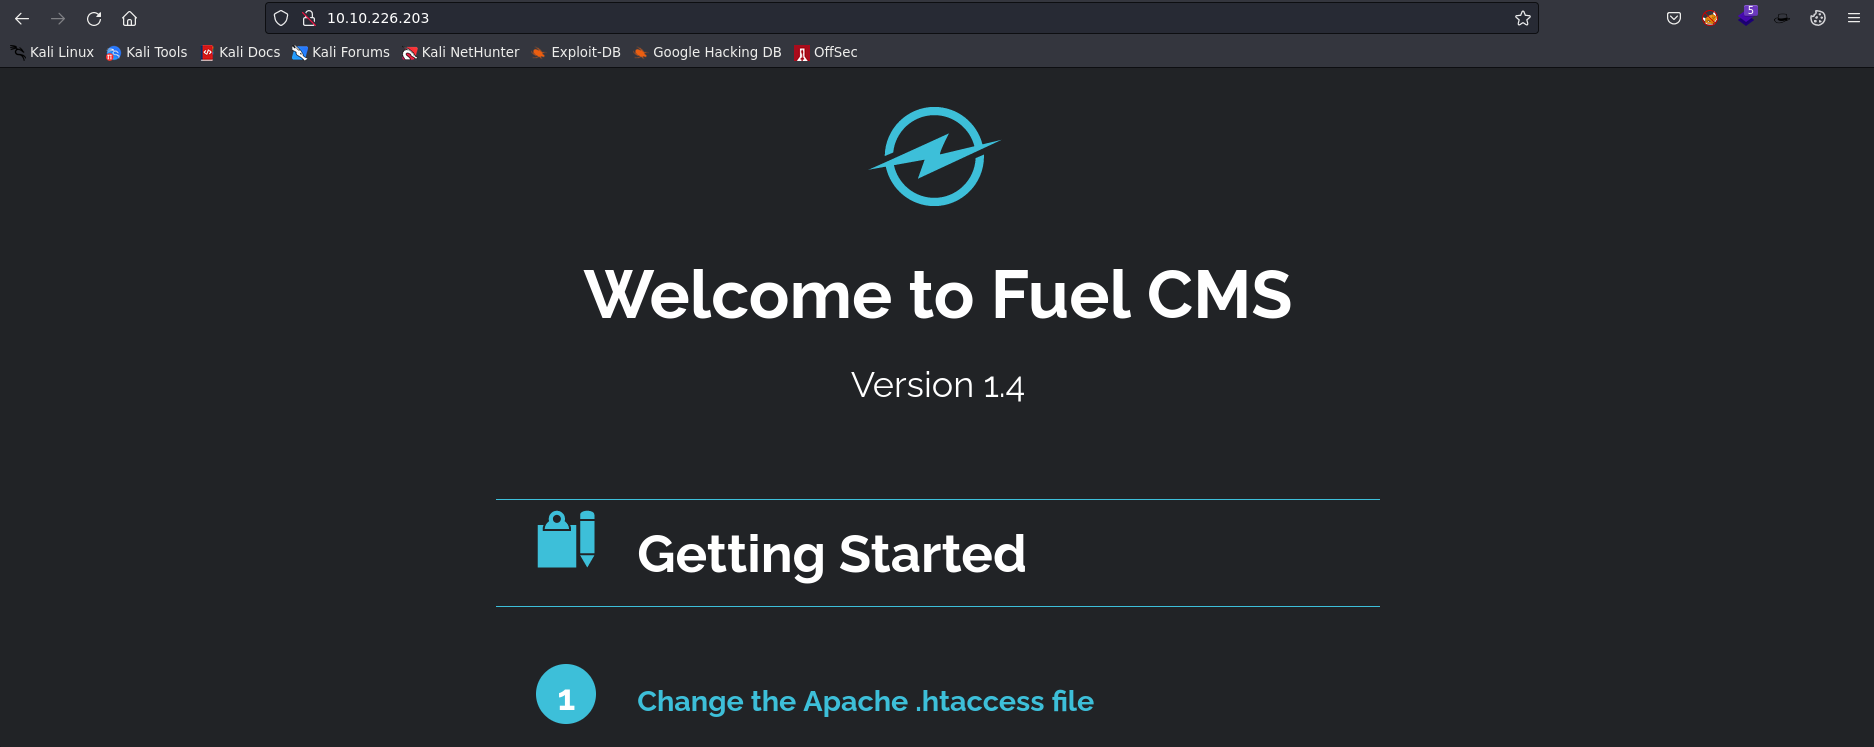 10.10.226.203
5
Kali Linux Kali Tools Kali Docs Kali Forums Kali NetHunter Exploit-DB Google Hacking DB OffSec
Welcome to Fuel CMS
Version 1.4
Getting Started
1 Change the Apache .htaccess file